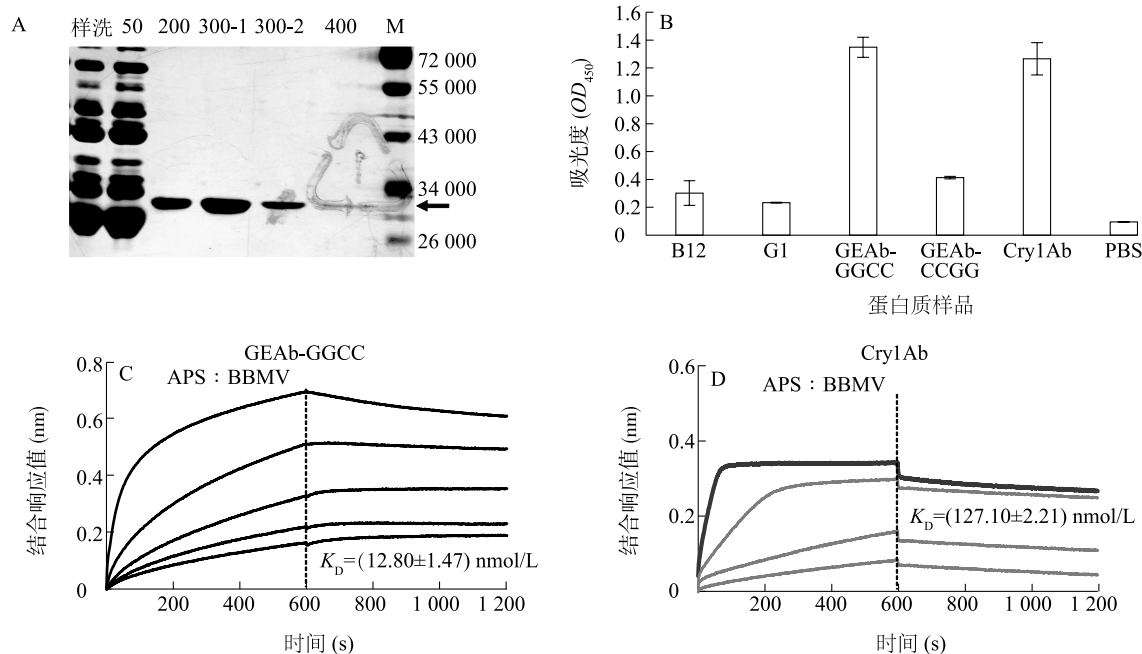 A
样洗 50 200 300-1 300-2 400 M
72 000
55 000
43 000
34 000
26 000
B
吸光度 (OD450)
1.6
1.4
1.2
1.0
0.8
0.6
0.4
0.2
0
B12
G1
GEAb-
GGCC
GEAb-
CCGG
Cry1Ab
PBS
蛋白质样品
GEAb-GGCC
C
APS：BBMV
结合响应值 (nm)
0.8
0.6
0.4
0.2
0
KD=(12.80±1.47) nmol/L
200 400 600 800 1 000 1 200
时间 (s)
Cry1Ab
D
APS：BBMV
结合响应值 (nm)
0.6
0.4
0.2
0
KD=(127.10±2.21) nmol/L
200 400 600 800 1 000 1 200
时间 (s)